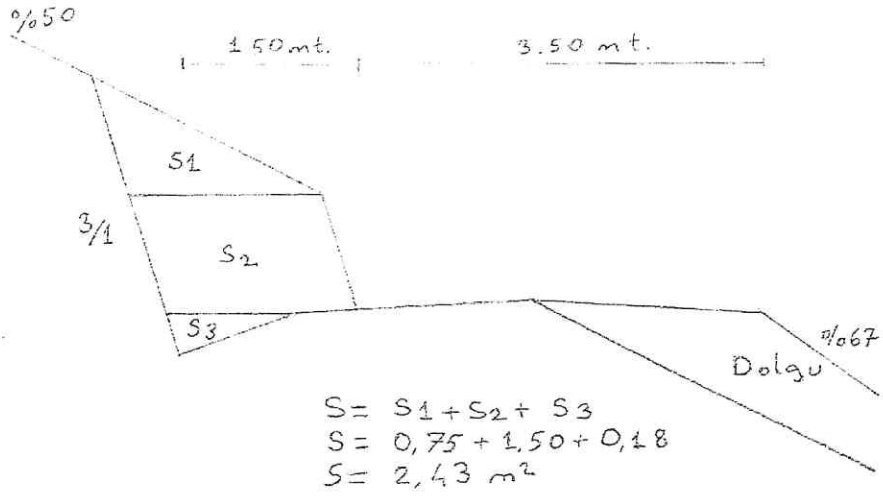 %50
1.50 mt.
3.50 mt.
S1
3/1
S2
S3
%67
Dolgu
S= S1+S2+ S3
S= 0,75+1,50+0,18
S= 2,43 m²